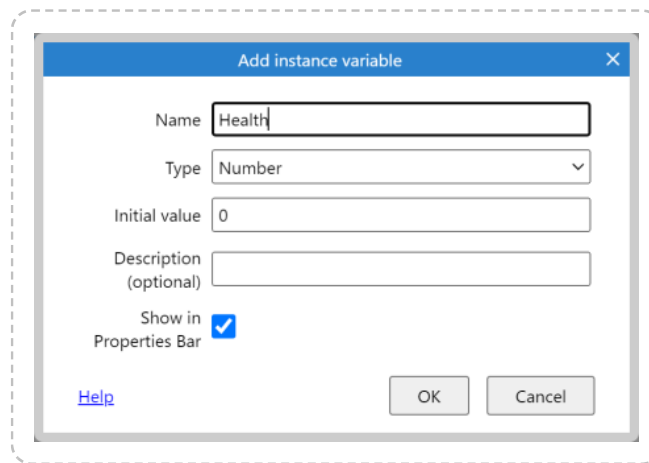 Add instance variable
Name Health
Type Number
Initial value 0
Description
(optional)
Show in
Properties Bar
Help OK Cancel